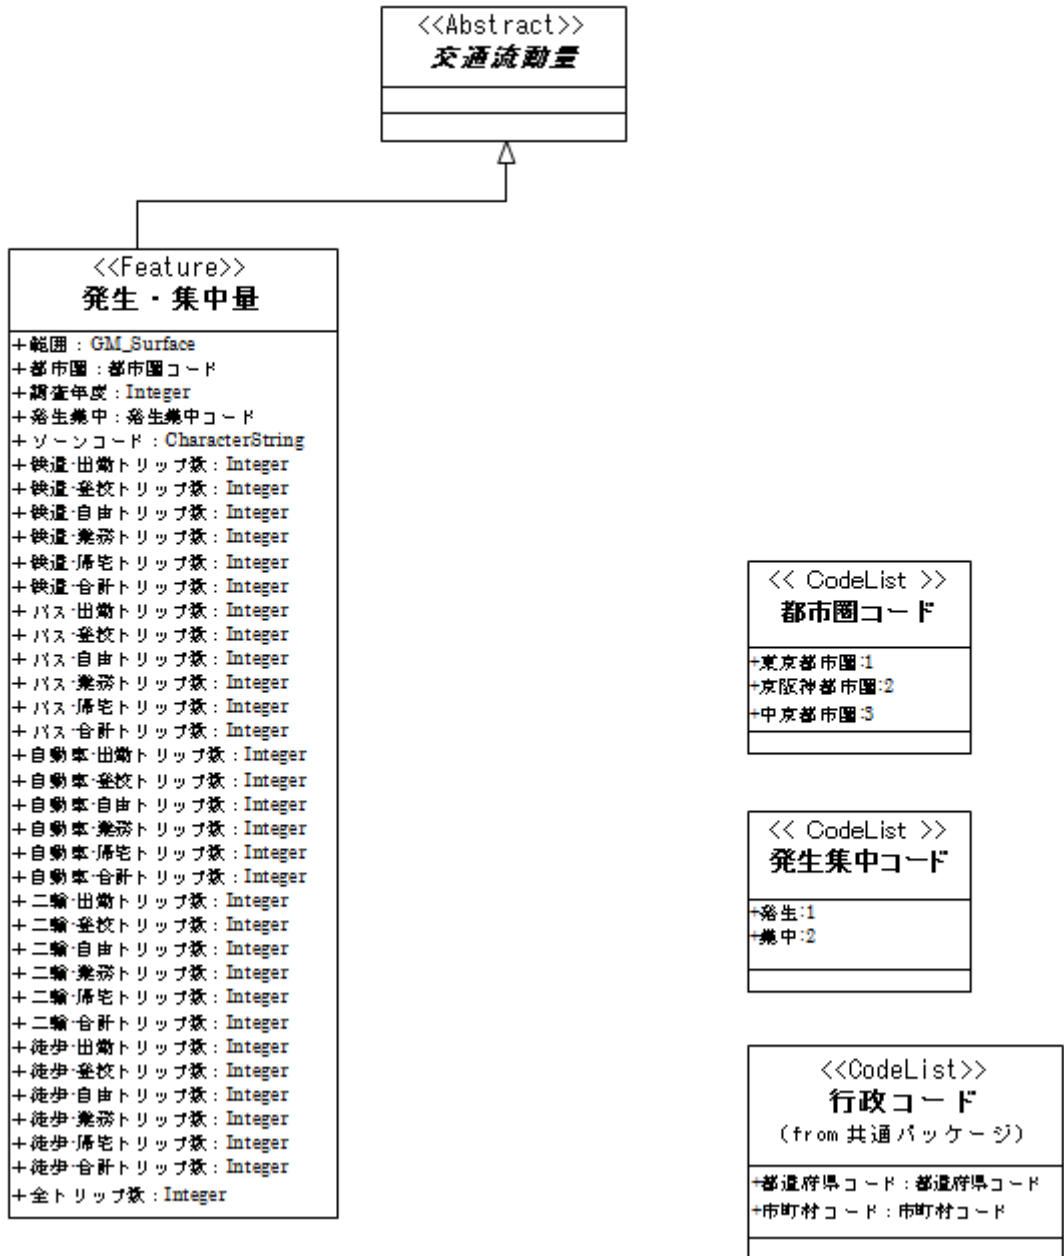 <<Abstract>>
交通流動量
<<Feature>>
発生・集中量
+範囲 : GM_Surface
+都市圏 : 都市圏コード
+調査年度 : Integer
+発生集中 : 発生集中コード
+ゾーンコード : CharacterString
+鉄道・出勤トリップ数 : Integer
+鉄道・登校トリップ数 : Integer
+鉄道・自由トリップ数 : Integer
+鉄道・業務トリップ数 : Integer
+鉄道・帰宅トリップ数 : Integer
+鉄道・合計トリップ数 : Integer
+バス・出勤トリップ数 : Integer
+バス・登校トリップ数 : Integer
+バス・自由トリップ数 : Integer
+バス・業務トリップ数 : Integer
+バス・帰宅トリップ数 : Integer
+バス・合計トリップ数 : Integer
+自動車・出勤トリップ数 : Integer
+自動車・登校トリップ数 : Integer
+自動車・自由トリップ数 : Integer
+自動車・業務トリップ数 : Integer
+自動車・帰宅トリップ数 : Integer
+自動車・合計トリップ数 : Integer
+二輪・出勤トリップ数 : Integer
+二輪・登校トリップ数 : Integer
+二輪・自由トリップ数 : Integer
+二輪・業務トリップ数 : Integer
+二輪・帰宅トリップ数 : Integer
+二輪・合計トリップ数 : Integer
+徒歩・出勤トリップ数 : Integer
+徒歩・登校トリップ数 : Integer
+徒歩・自由トリップ数 : Integer
+徒歩・業務トリップ数 : Integer
+徒歩・帰宅トリップ数 : Integer
+徒歩・合計トリップ数 : Integer
+全トリップ数 : Integer
<< CodeList >>
都市圏コード
+東京都市圏:1
+京阪神都市圏:2
+中京都市圏:3
<< CodeList >>
発生集中コード
+発生:1
+集中:2
<<CodeList>>
行政コード
(from 共通パッケージ)
+都道府県コード : 都道府県コード
+市町村コード : 市町村コード